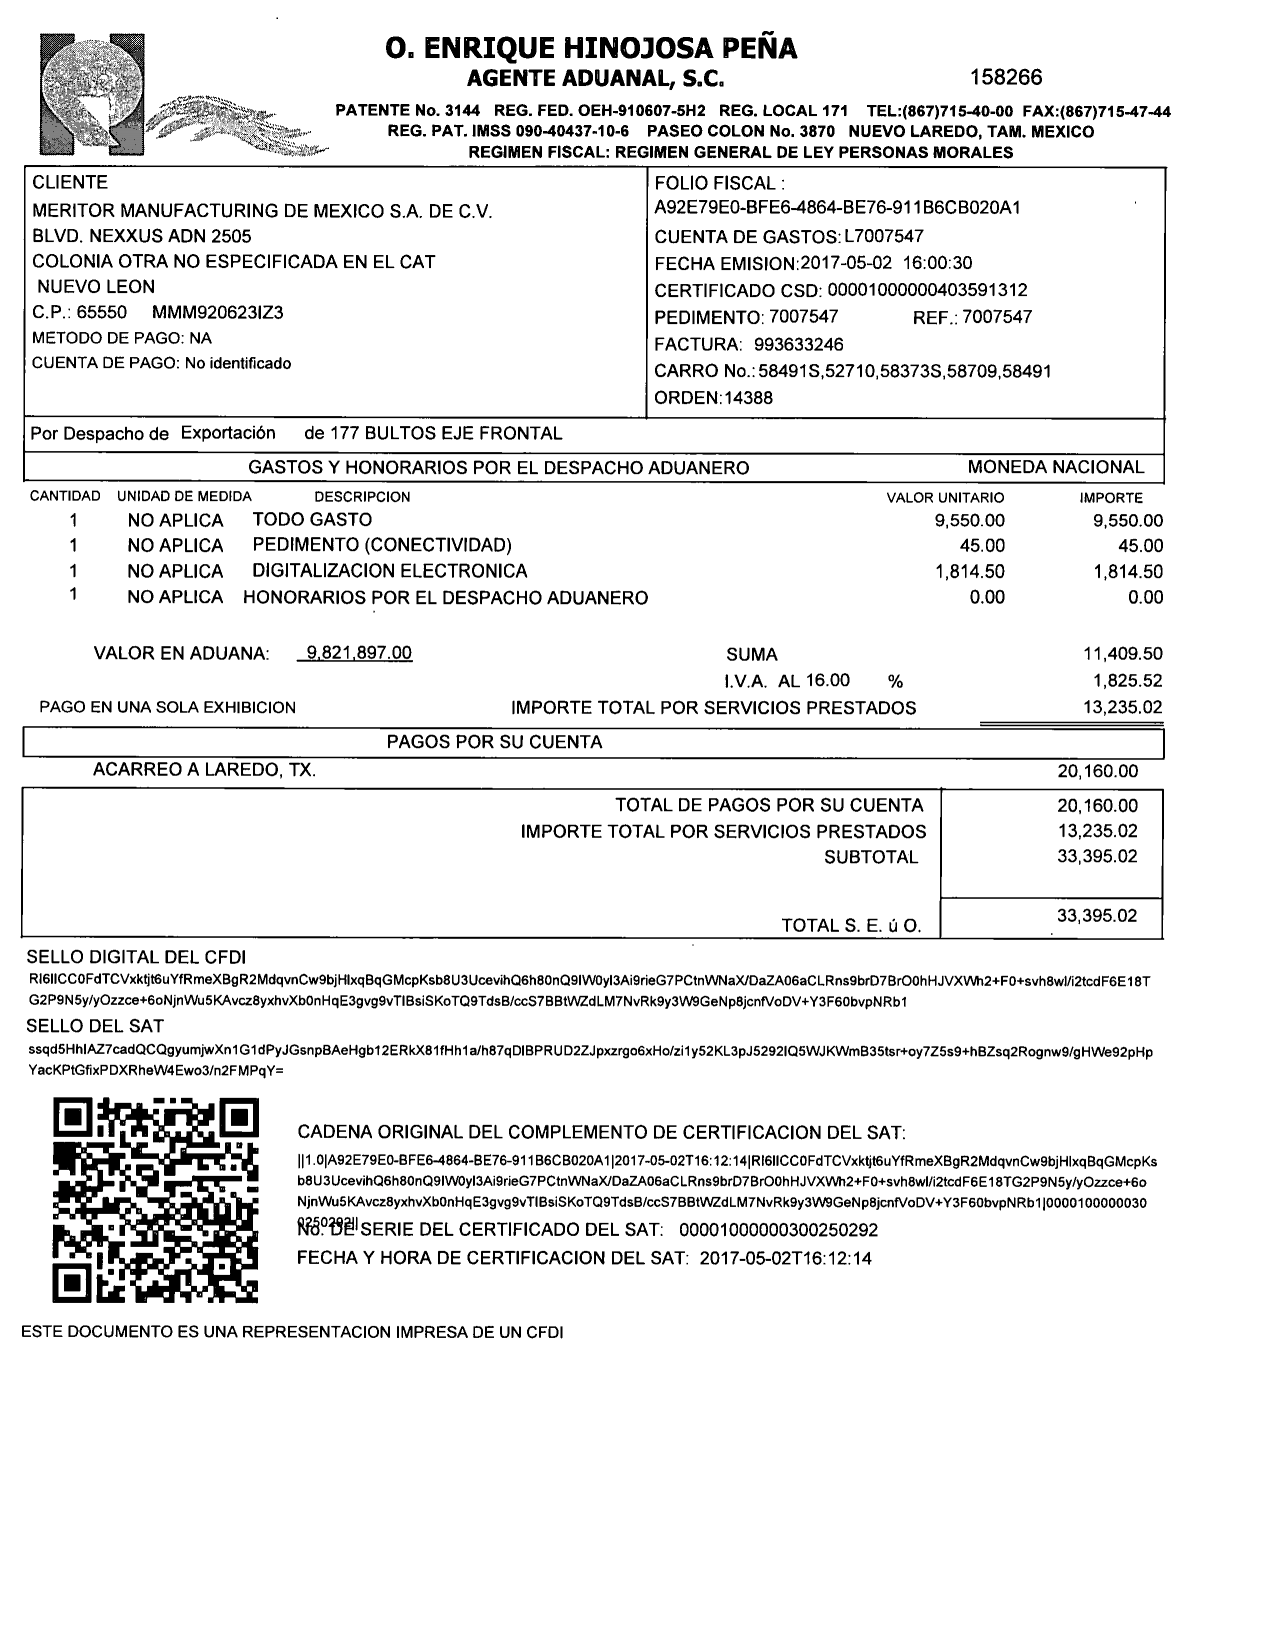 O. ENRIQUE HINOJOSA PEÑA
AGENTE ADUANAL, S.C.
158266
PATENTE No. 3144 REG. FED. OEH-910607-5H2 REG. LOCAL 171 TEL:(867)715-40-00 FAX:(867)715-47-44
REG. PAT. IMSS 090-40437-10-6 PASEO COLON No. 3870 NUEVO LAREDO, TAM. MEXICO
REGIMEN FISCAL: REGIMEN GENERAL DE LEY PERSONAS MORALES
CLIENTE
MERITOR MANUFACTURING DE MEXICO S.A. DE C.V.
BLVD. NEXXUS ADN 2505
COLONIA OTRA NO ESPECIFICADA EN EL CAT
NUEVO LEON
C.P.: 65550 MMM920623IZ3
METODO DE PAGO: NA
CUENTA DE PAGO: No identificado
FOLIO FISCAL :
A92E79E0-BFE6-4864-BE76-911B6CB020A1
CUENTA DE GASTOS: L7007547
FECHA EMISION:2017-05-02 16:00:30
CERTIFICADO CSD: 00001000000403591312
PEDIMENTO: 7007547 REF.: 7007547
FACTURA: 993633246
CARRO No.: 58491S,52710,58373S,58709,58491
ORDEN:14388
Por Despacho de Exportación de 177 BULTOS EJE FRONTAL
GASTOS Y HONORARIOS POR EL DESPACHO ADUANERO MONEDA NACIONAL
CANTIDAD UNIDAD DE MEDIDA DESCRIPCION VALOR UNITARIO IMPORTE
1 NO APLICA TODO GASTO 9,550.00 9,550.00
1 NO APLICA PEDIMENTO (CONECTIVIDAD) 45.00 45.00
1 NO APLICA DIGITALIZACION ELECTRONICA 1,814.50 1,814.50
1 NO APLICA HONORARIOS POR EL DESPACHO ADUANERO 0.00 0.00
VALOR EN ADUANA: 9,821,897.00 SUMA 11,409.50
I.V.A. AL 16.00 % 1,825.52
PAGO EN UNA SOLA EXHIBICION IMPORTE TOTAL POR SERVICIOS PRESTADOS 13,235.02
PAGOS POR SU CUENTA
ACARREO A LAREDO, TX. 20,160.00
TOTAL DE PAGOS POR SU CUENTA 20,160.00
IMPORTE TOTAL POR SERVICIOS PRESTADOS 13,235.02
SUBTOTAL 33,395.02
TOTAL S. E. ú O. 33,395.02
SELLO DIGITAL DEL CFDI
RI6IICC0FdTCVxktjt6uYfRmeXBgR2MdqvnCw9bjHlxqBqGMcpKsb8U3UcevihQ6h80nQ9IW0yI3Ai9rieG7PCtnWNaX/DaZA06aCLRns9brD7BrO0hHJVXWh2+F0+svh8wl/i2tcdF6E18T
G2P9N5y/yOzzce+6oNjnWu5KAvcz8yxhvXb0nHqE3gvg9vTIBsiSKoTQ9TdsB/ccS7BBtWZdLM7NvRk9y3W9GeNp8jcnfVoDV+Y3F60bvpNRb1
SELLO DEL SAT
ssqd5HhIAZ7cadQCQgyumjwXn1G1dPyJGsnpBAeHgb12ERkX81fHh1a/h87qDIBPRUD2ZJpxzrgo6xHo/zi1y52KL3pJ5292IQ5WJKWmB35tsr+oy7Z5s9+hBZsq2Rognw9/gHWe92pHp
YacKPtGfixPDXRheW4Ewo3/n2FMPqY=
CADENA ORIGINAL DEL COMPLEMENTO DE CERTIFICACION DEL SAT:
||1.0|A92E79E0-BFE6-4864-BE76-911B6CB020A1|2017-05-02T16:12:14|RI6IICC0FdTCVxktjt6uYfRmeXBgR2MdqvnCw9bjHlxqBqGMcpKs
b8U3UcevihQ6h80nQ9IW0yI3Ai9rieG7PCtnWNaX/DaZA06aCLRns9brD7BrO0hHJVXWh2+F0+svh8wl/i2tcdF6E18TG2P9N5y/yOzzce+6o
NjnWu5KAvcz8yxhvXb0nHqE3gvg9vTIBsiSKoTQ9TdsB/ccS7BBtWZdLM7NvRk9y3W9GeNp8jcnfVoDV+Y3F60bvpNRb1|0000100000030
0250292||
No. DE SERIE DEL CERTIFICADO DEL SAT: 00001000000300250292
FECHA Y HORA DE CERTIFICACION DEL SAT: 2017-05-02T16:12:14
ESTE DOCUMENTO ES UNA REPRESENTACION IMPRESA DE UN CFDI